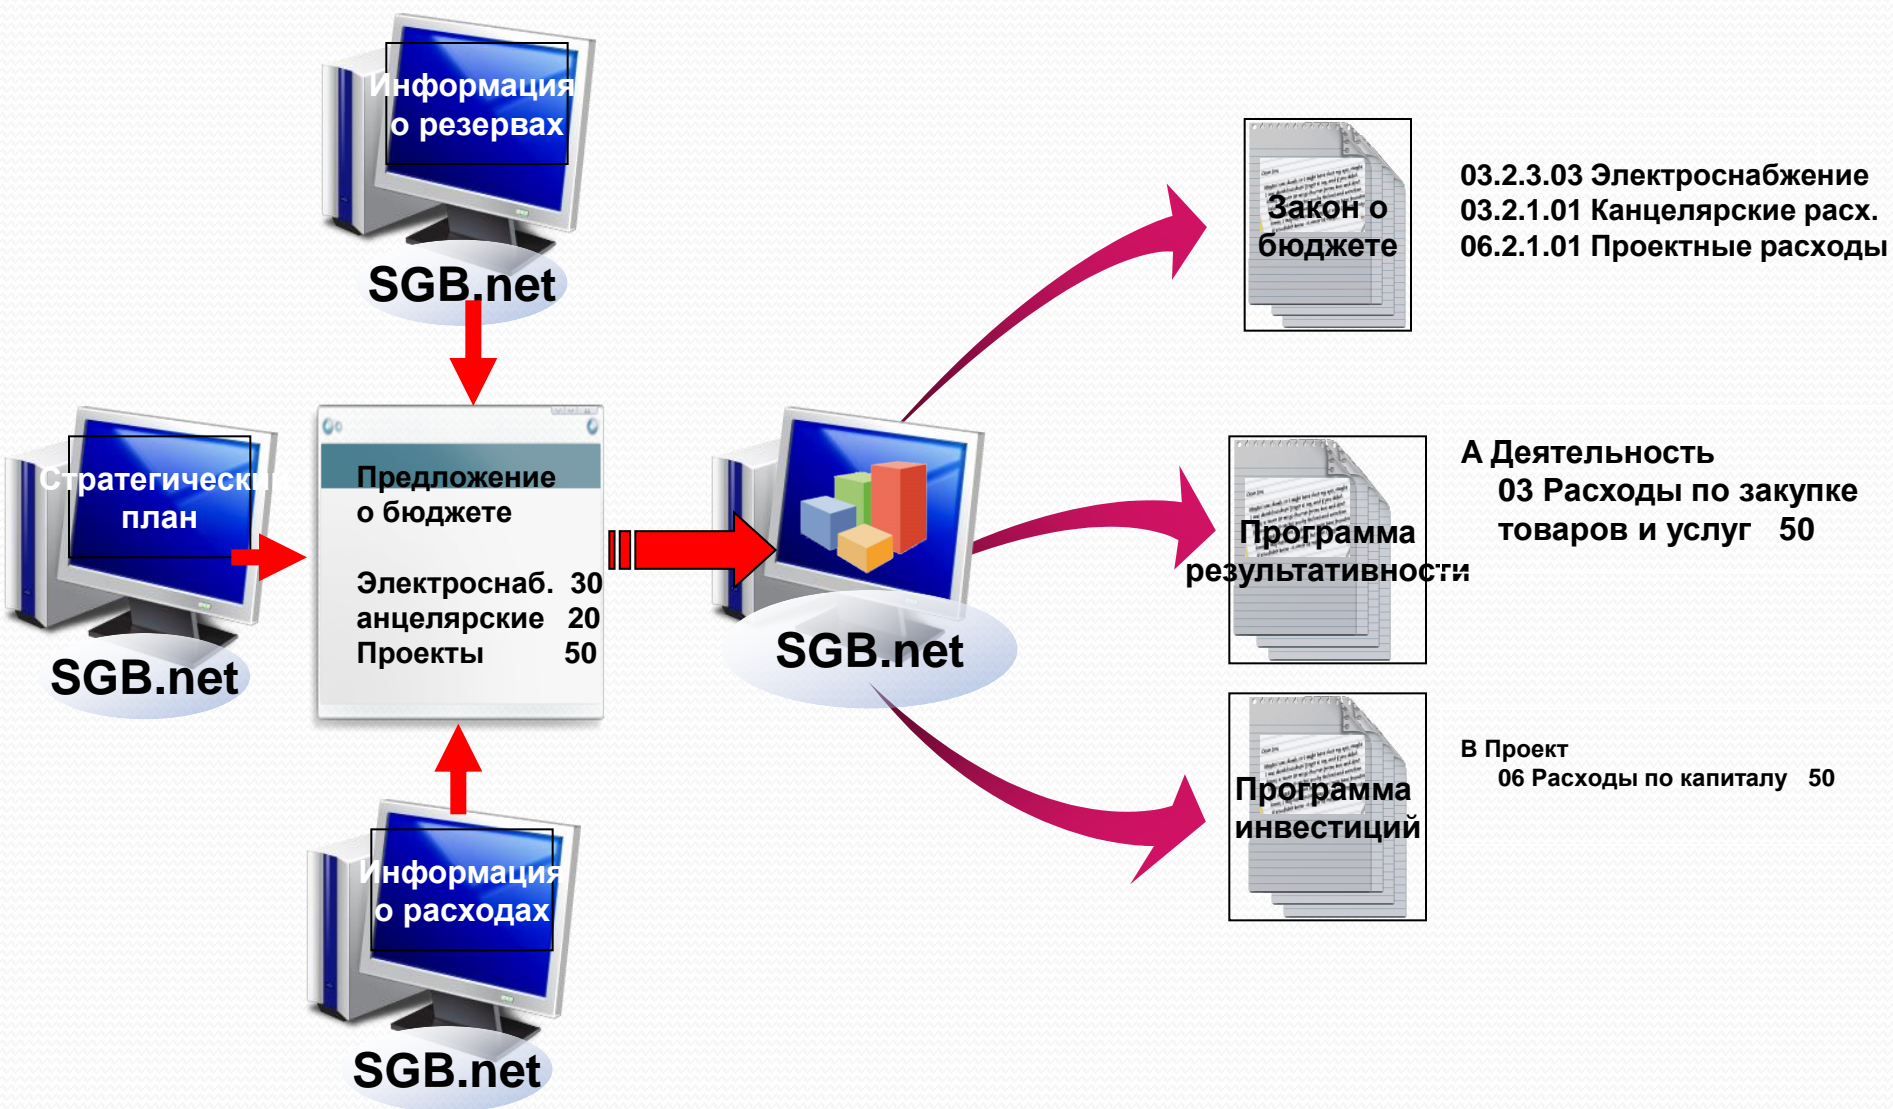 Информация
о резервах
SGB.net
Стратегически
план
SGB.net
Предложение
о бюджете
Электроснаб. 30
анцелярские 20
Проекты 50
Информация
о расходах
SGB.net
SGB.net
Закон о
бюджете
03.2.3.03 Электроснабжение
03.2.1.01 Канцелярские расх.
06.2.1.01 Проектные расходы
Программа
результативности
А Деятельность
03 Расходы по закупке
товаров и услуг 50
Программа
инвестиций
В Проект
06 Расходы по капиталу 50